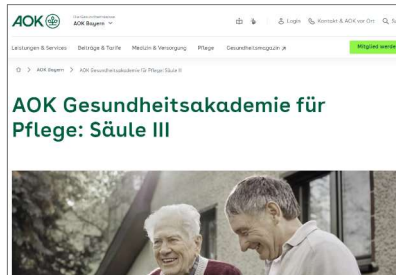 AOK
Die Gesundheitskasse
AOK Bayern
Login
Kontakt & AOK vor Ort
Leistungen & Services
Beiträge & Tarife
Medizin & Versorgung
Pflege
Gesundheitsmagazin
Mitglied werde
AOK Bayern > AOK Gesundheitsakademie für Pflege: Säule III
AOK Gesundheitsakademie für
Pflege: Säule III